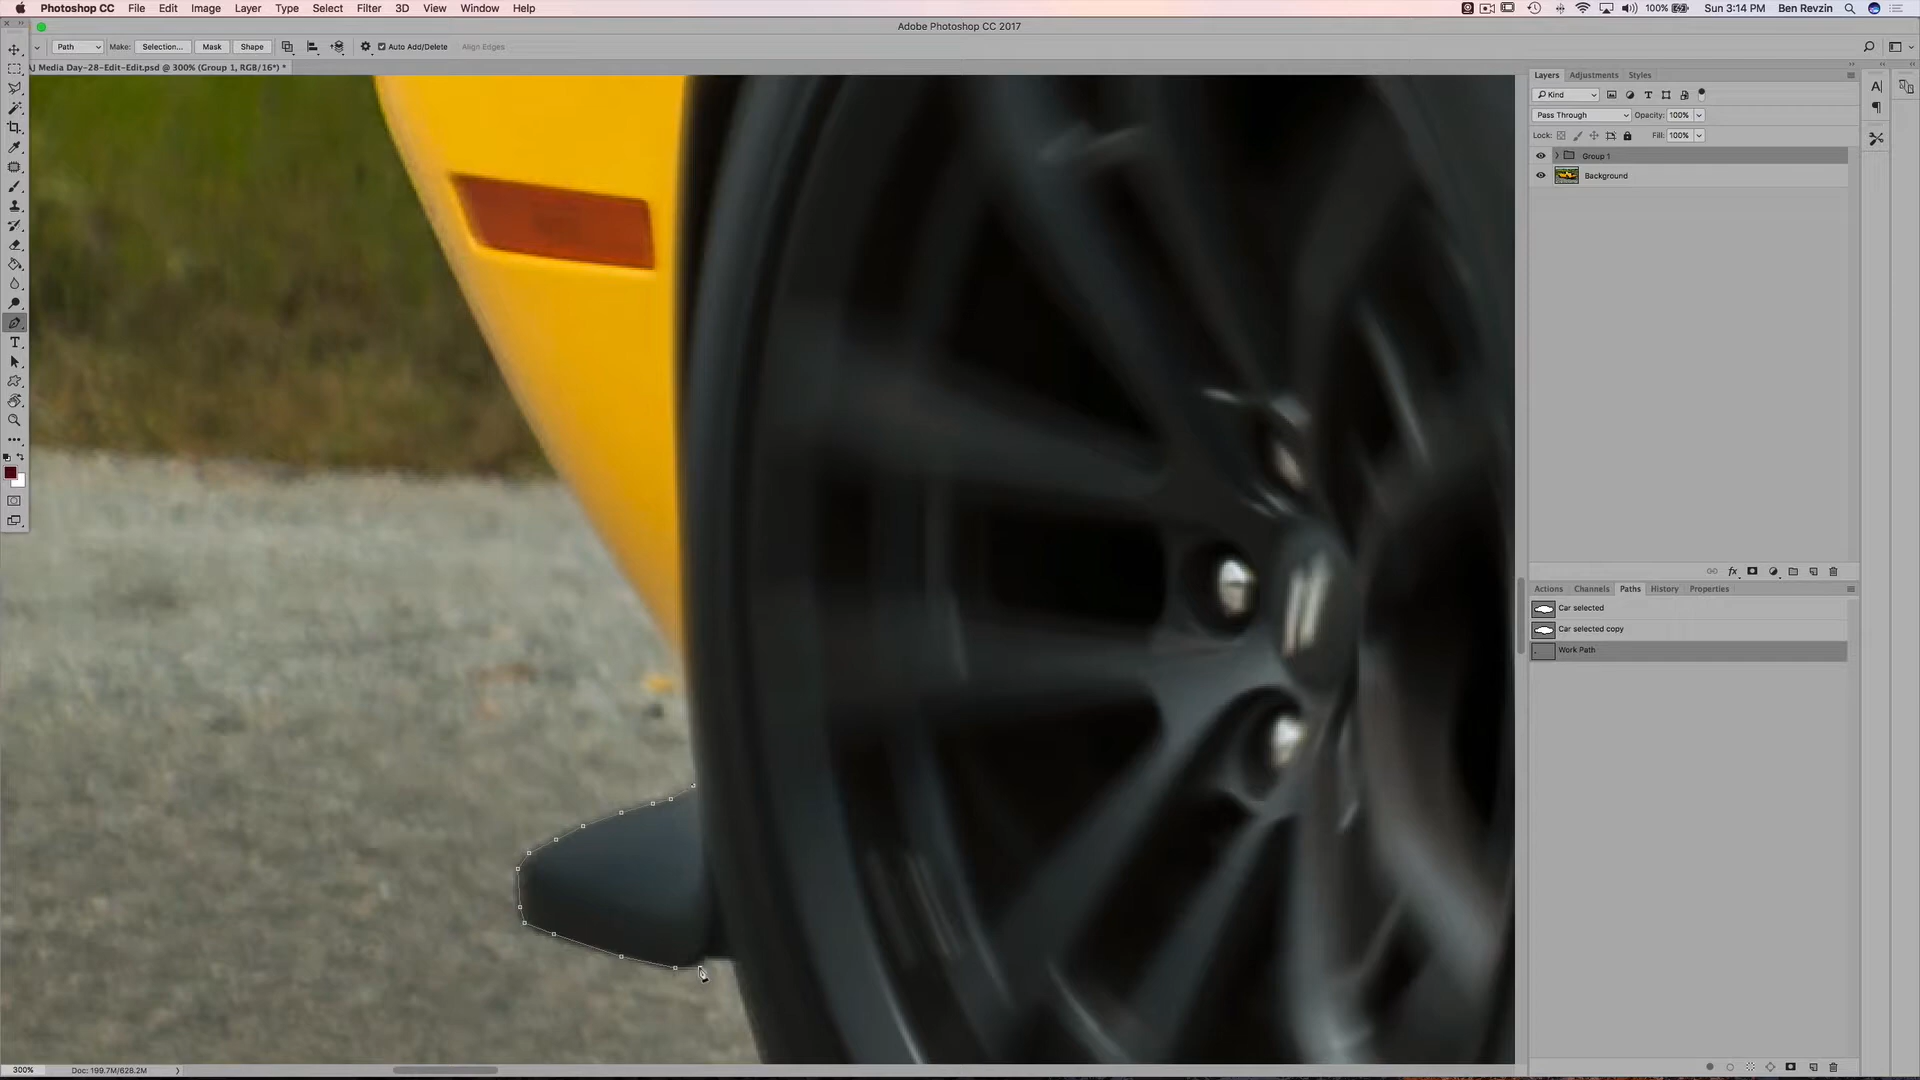 Photoshop CC File Edit Image Layer Type Select Filter 3D View Window Help 100% Sun 3:14 PM Ben Revzin
Adobe Photoshop CC 2017
Path Make: Selection... Mask Shape Auto Add/Delete Align Edges
AJ Media Day-28-Edit-Edit.psd @ 300% (Group 1, RGB/16*) *
Layers Adjustments Styles
Kind
Pass Through Opacity: 100%
Lock: Fill: 100%
Group 1
Background
fx
Actions Channels Paths History Properties
Car selected
Car selected copy
Work Path
300% Doc: 199.7M/628.2M